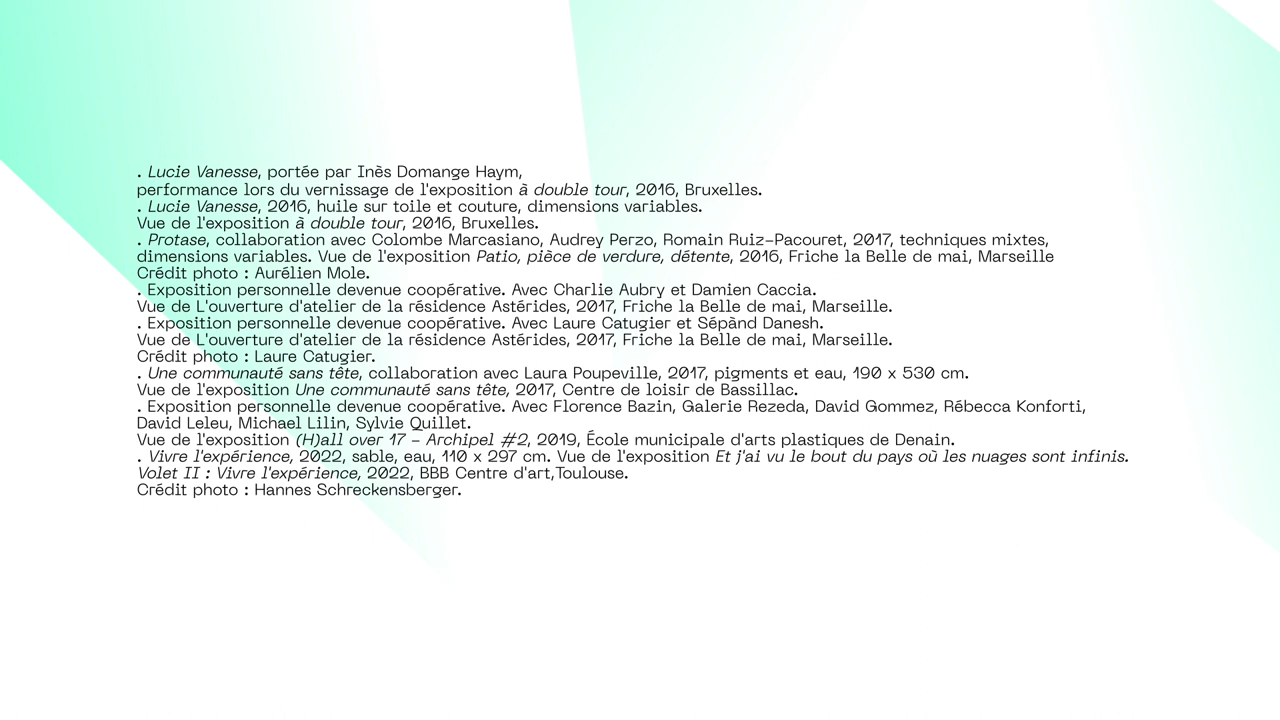 . Lucie Vanesse, portée par Inès Domange Haym,
performance lors du vernissage de l'exposition à double tour, 2016, Bruxelles.
. Lucie Vanesse, 2016, huile sur toile et couture, dimensions variables.
Vue de l'exposition à double tour, 2016, Bruxelles.
. Protase, collaboration avec Colombe Marcasiano, Audrey Perzo, Romain Ruiz-Pacouret, 2017, techniques mixtes,
dimensions variables. Vue de l'exposition Patio, pièce de verdure, détente, 2016, Friche la Belle de mai, Marseille
Crédit photo : Aurélien Mole.
. Exposition personnelle devenue coopérative. Avec Charlie Aubry et Damien Caccia.
Vue de L'ouverture d'atelier de la résidence Astérides, 2017, Friche la Belle de mai, Marseille.
. Exposition personnelle devenue coopérative. Avec Laure Catugier et Sépànd Danesh.
Vue de L'ouverture d'atelier de la résidence Astérides, 2017, Friche la Belle de mai, Marseille.
Crédit photo : Laure Catugier.
. Une communauté sans tête, collaboration avec Laura Poupeville, 2017, pigments et eau, 190 x 530 cm.
Vue de l'exposition Une communauté sans tête, 2017, Centre de loisir de Bassillac.
. Exposition personnelle devenue coopérative. Avec Florence Bazin, Galerie Rezeda, David Gommez, Rébecca Konforti,
David Leleu, Michael Lilin, Sylvie Quillet.
Vue de l'exposition (H)all over 17 - Archipel #2, 2019, École municipale d'arts plastiques de Denain.
. Vivre l'expérience, 2022, sable, eau, 110 x 297 cm. Vue de l'exposition Et j'ai vu le bout du pays où les nuages sont infinis.
Volet II : Vivre l'expérience, 2022, BBB Centre d'art,Toulouse.
Crédit photo : Hannes Schreckensberger.